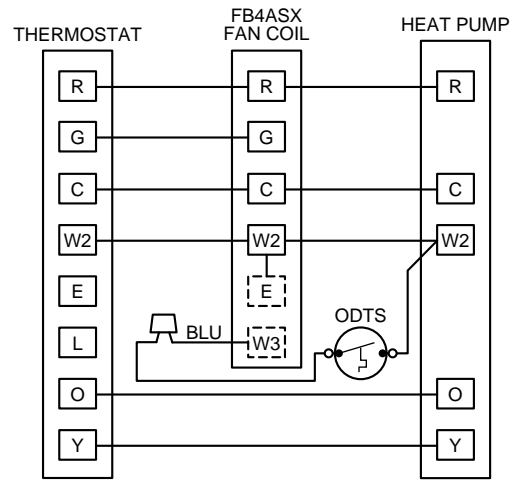 THERMOSTAT
FB4ASX
FAN COIL
HEAT PUMP
R
R
R
G
G
C
C
C
W2
W2
W2
E
E
ODTS
L
BLU
W3
O
O
Y
Y